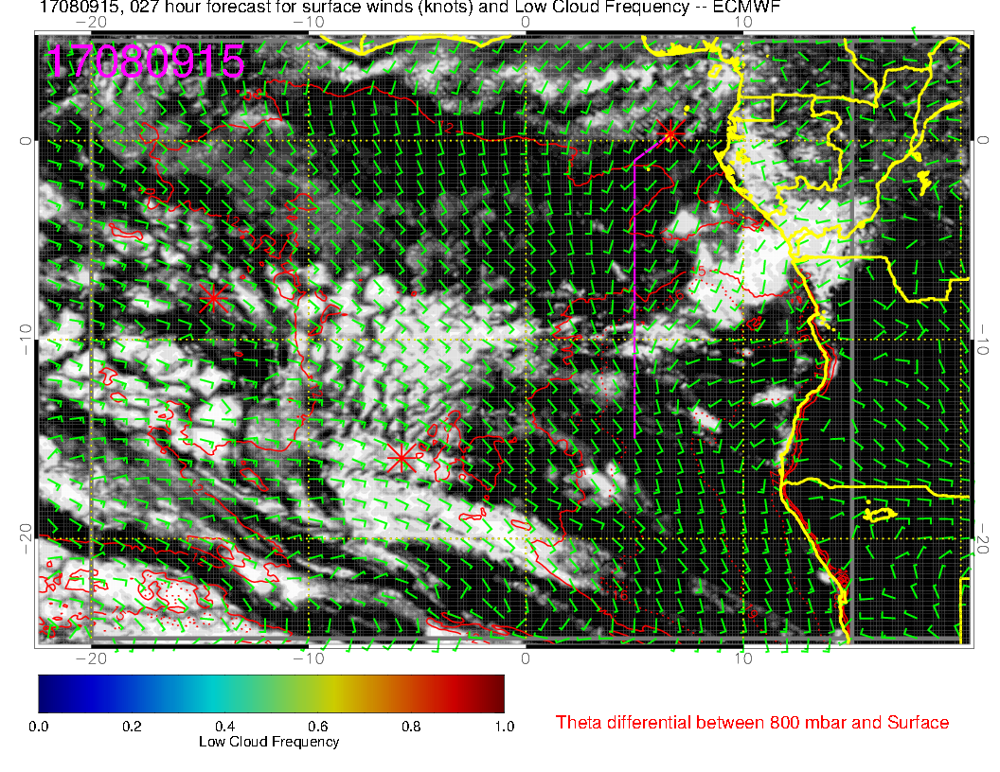 17080915, 027 hour forecast for surface winds (knots) and Low Cloud Frequency -- ECMWF
−20 −10 0 10
17080915
0 0
−10 −10
−20 −20
−20 −10 0 10
0.0 0.2 0.4 0.6 0.8 1.0
Low Cloud Frequency
Theta differential between 800 mbar and Surface